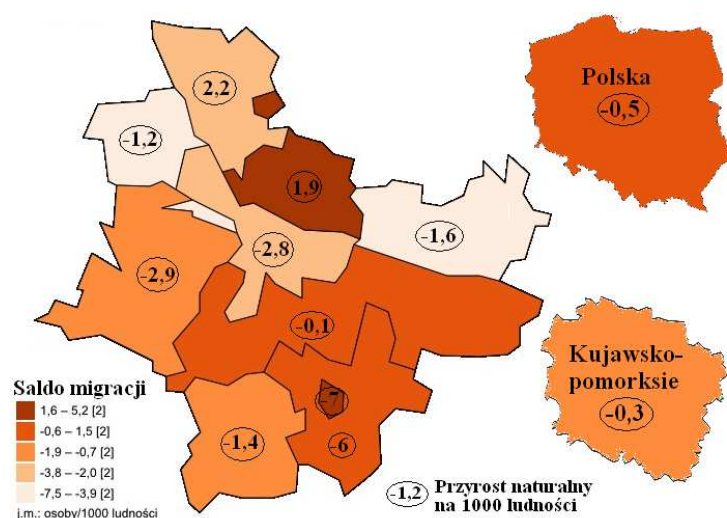 2,2
Polska
-0,5
-1,2
1,9
-1,6
-2,8
-2,9
-0,1
Kujawsko-
pomorksie
-0,3
Saldo migracji
1,6 – 5,2 [2]
-0,6 – 1,5 [2]
-1,9 – -0,7 [2]
-3,8 – -2,0 [2]
-7,5 – -3,9 [2]
j.m.: osoby/1000 ludności
-7
-1,4
-6
-1,2 Przyrost naturalny
na 1000 ludności